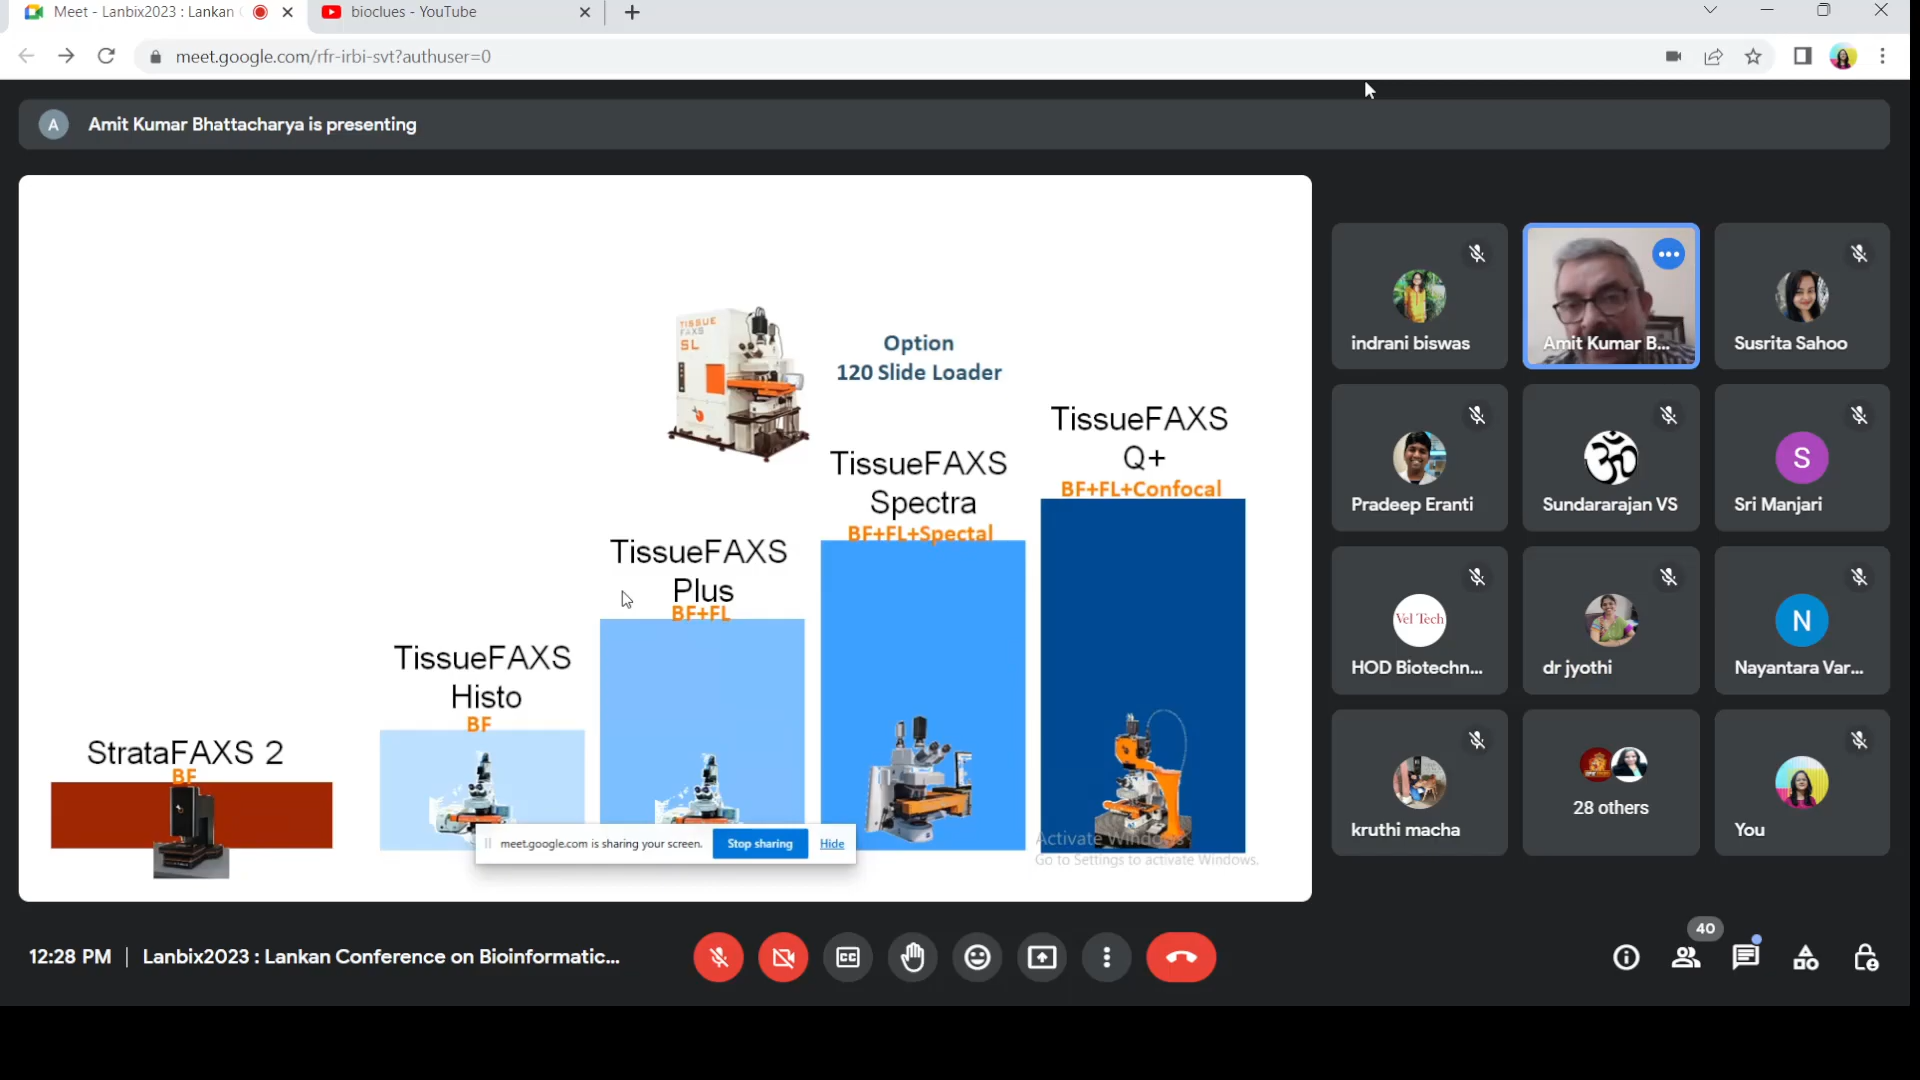 Meet - Lanbix2023 : Lankan
bioclues - YouTube
meet.google.com/rfr-irbi-svt?authuser=0
A
Amit Kumar Bhattacharya is presenting
TISSUE
FAXS
SL
Option
120 Slide Loader
TissueFAXS
Q+
BF+FL+Confocal
TissueFAXS
Spectra
BF+FL+Spectal
TissueFAXS
Plus
BF+FL
TissueFAXS
Histo
BF
StrataFAXS 2
BF
meet.google.com is sharing your screen.
Stop sharing
Hide
Activate Windows
Go to Settings to activate Windows.
indrani biswas
Amit Kumar B...
Susrita Sahoo
Pradeep Eranti
Sundararajan VS
S
Sri Manjari
Vel Tech
HOD Biotechn...
dr jyothi
N
Nayantara Var...
kruthi macha
28 others
You
12:28 PM
Lanbix2023 : Lankan Conference on Bioinformatic...
CC
40